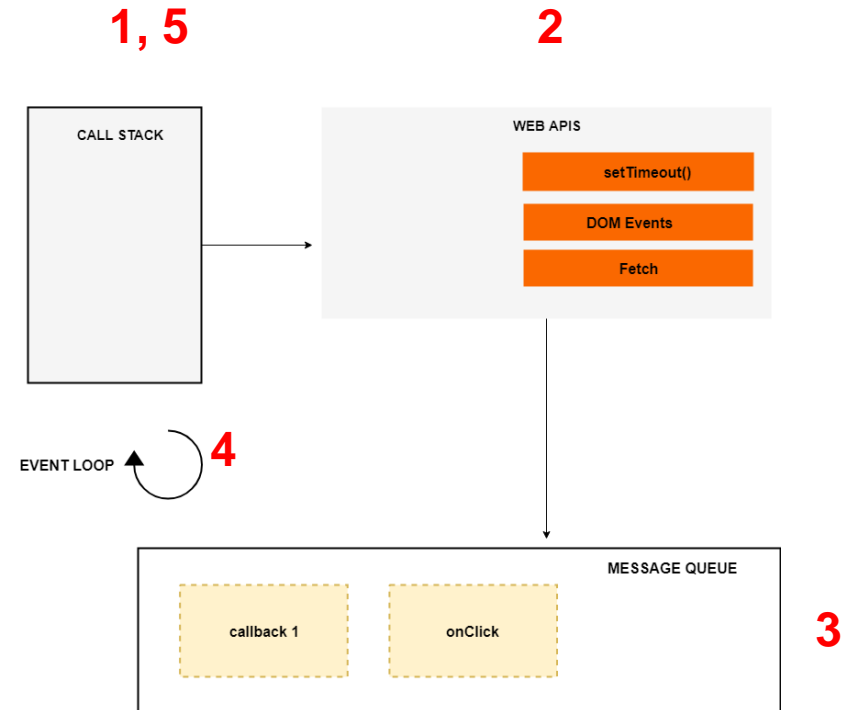 1, 5
2
CALL STACK
WEB APIS
setTimeout()
DOM Events
Fetch
EVENT LOOP
4
MESSAGE QUEUE
callback 1
onClick
3